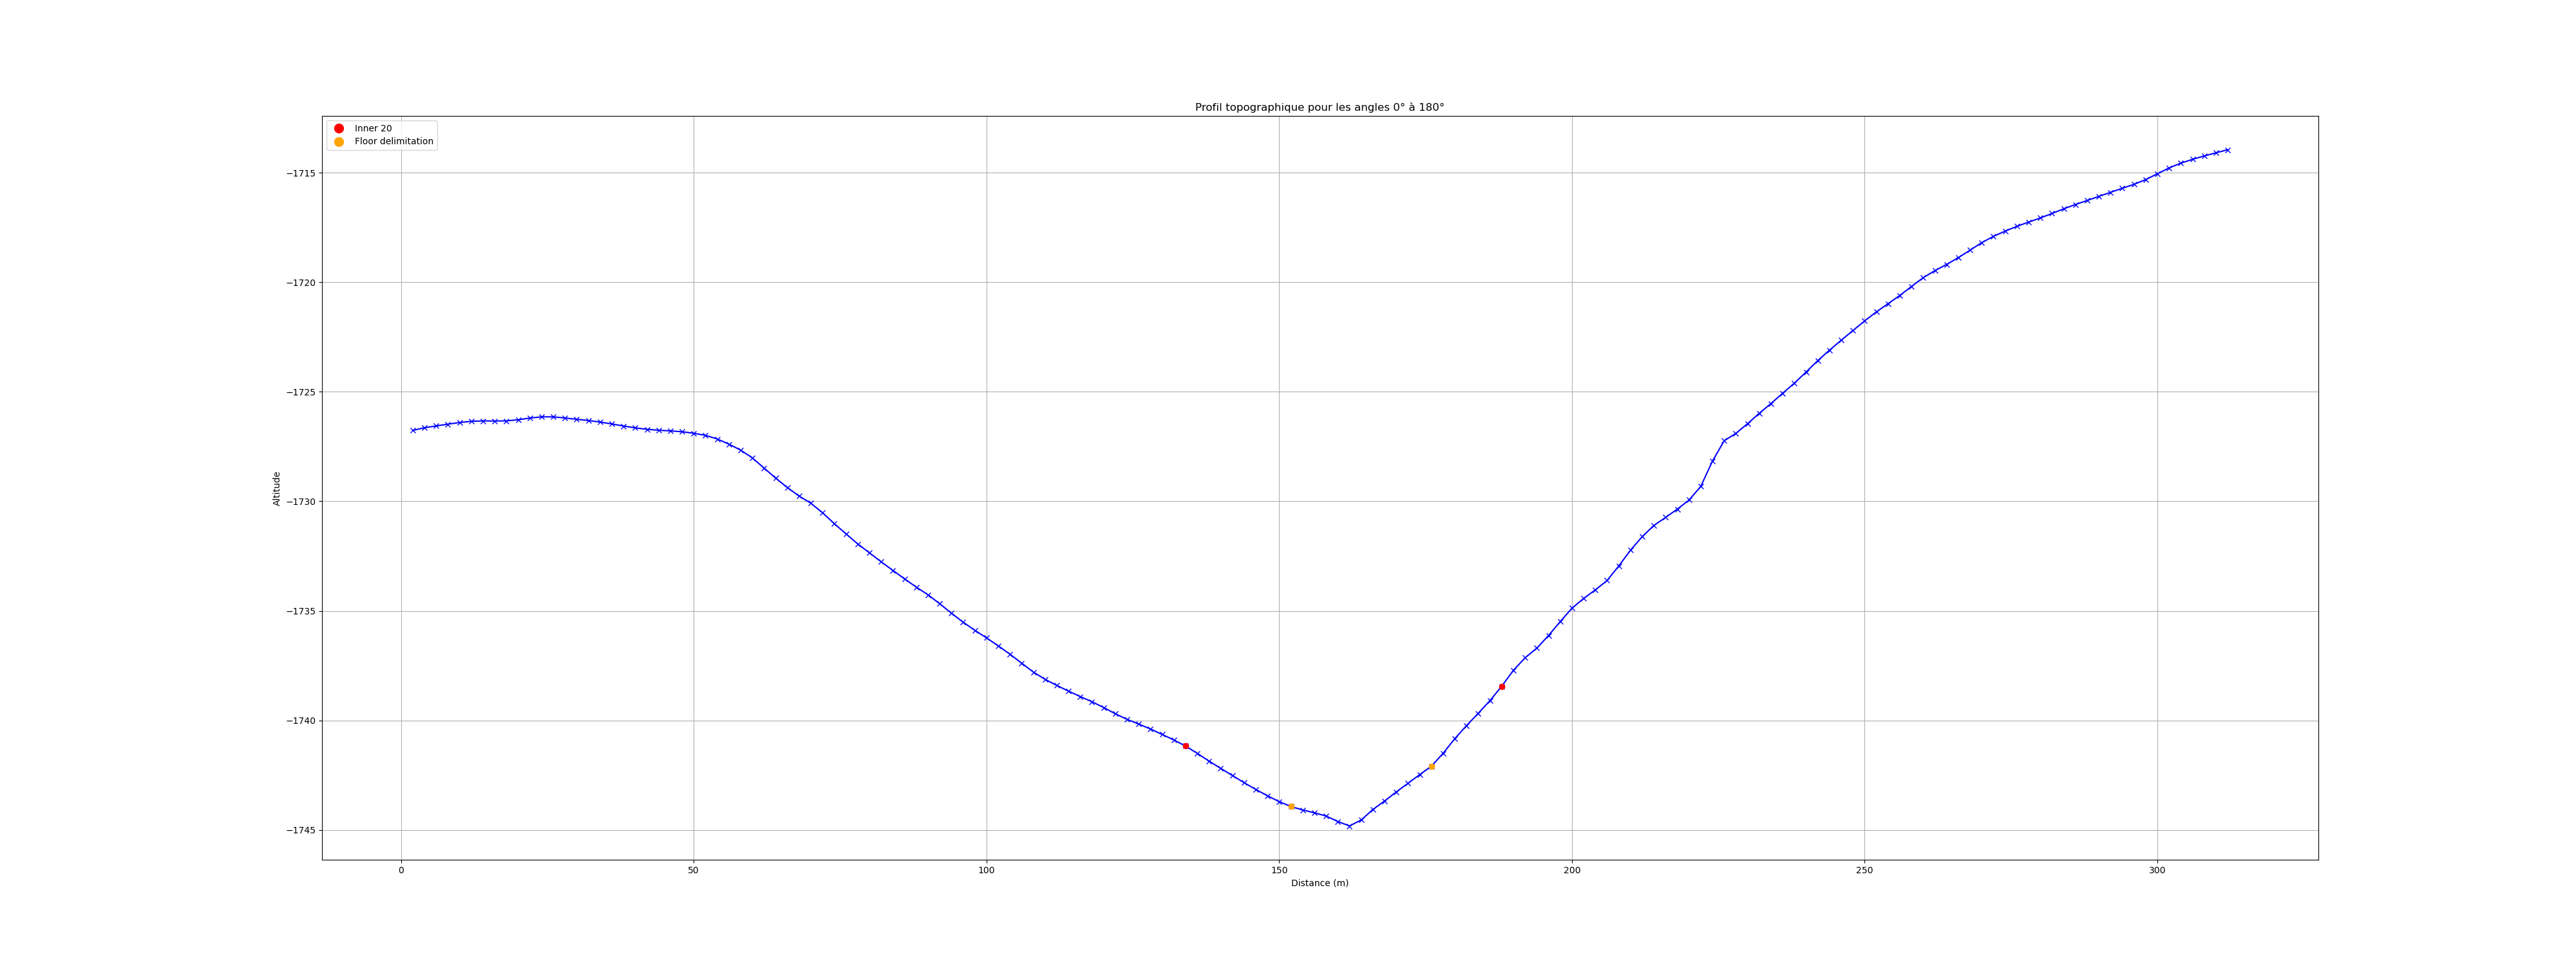 Profil topographique pour les angles 0° à 180°
Inner 20
Floor delimitation
−1715
−1720
−1725
−1730
−1735
−1740
−1745
Altitude
0 50 100 150 200 250 300
Distance (m)